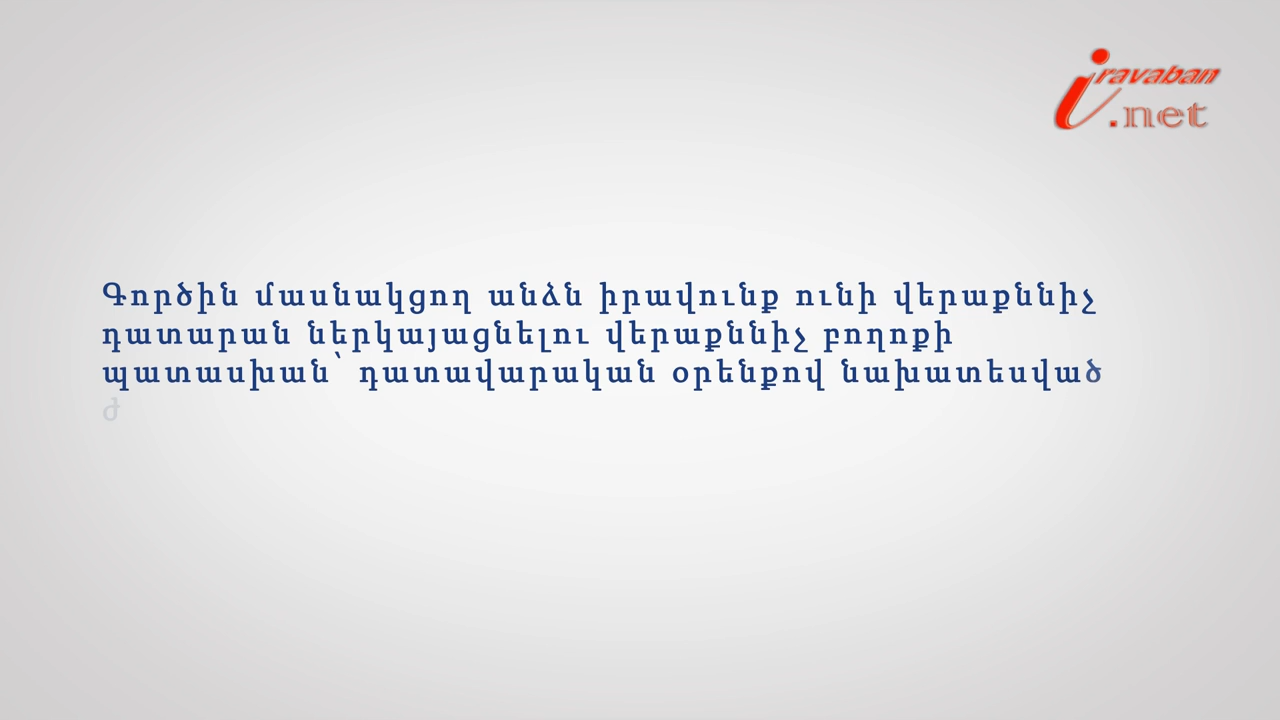 iravaban
.net
Գործին մասնակցող անձն իրավունք ունի վերաքննիչ
դատարան ներկայացնելու վերաքննիչ բողոքի
պատասխան՝ դատավարական օրենքով նախատեսված
ժ